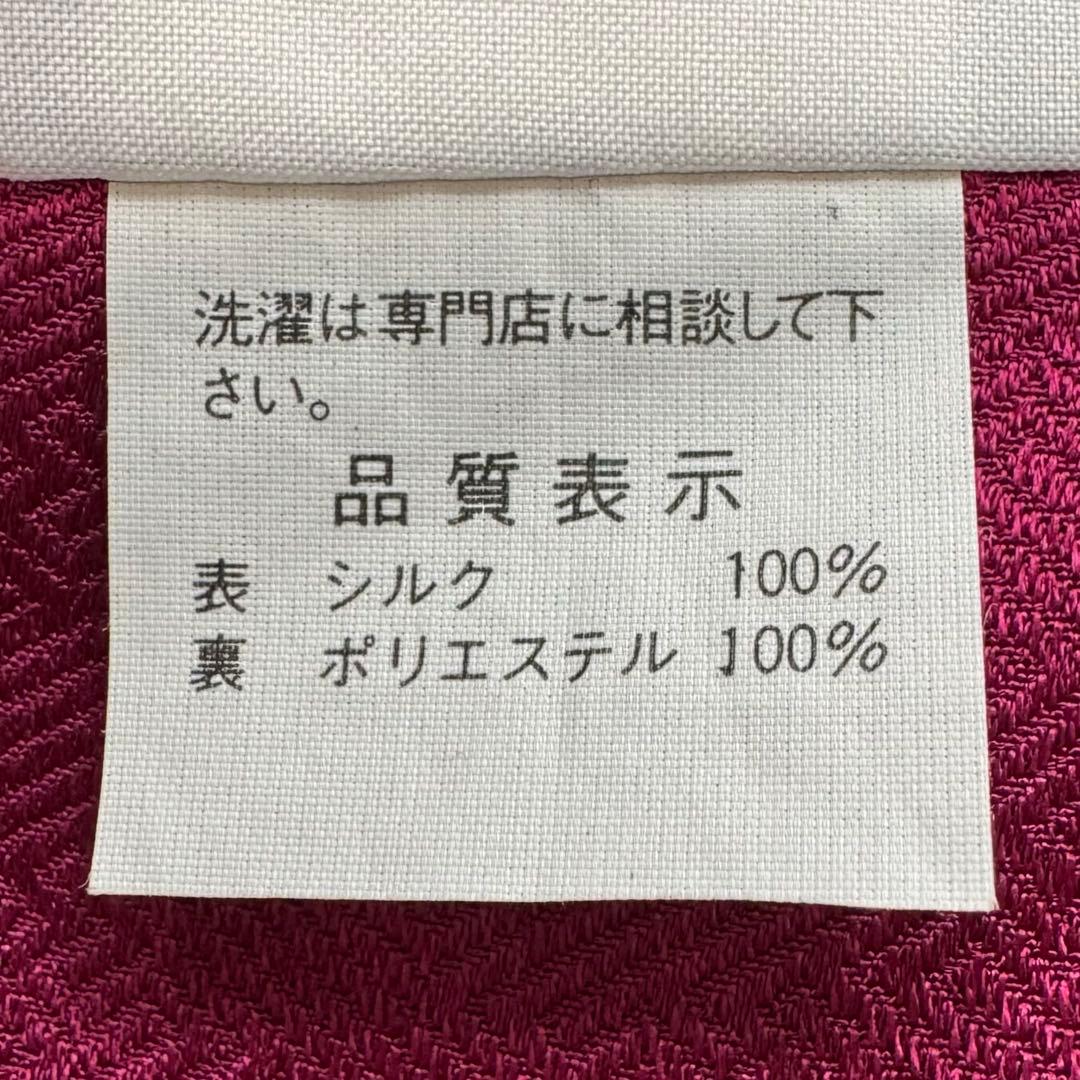 洗濯は専門店に相談して下
さい。
品質表示
表 シルク 100%
裏 ポリエステル 100%